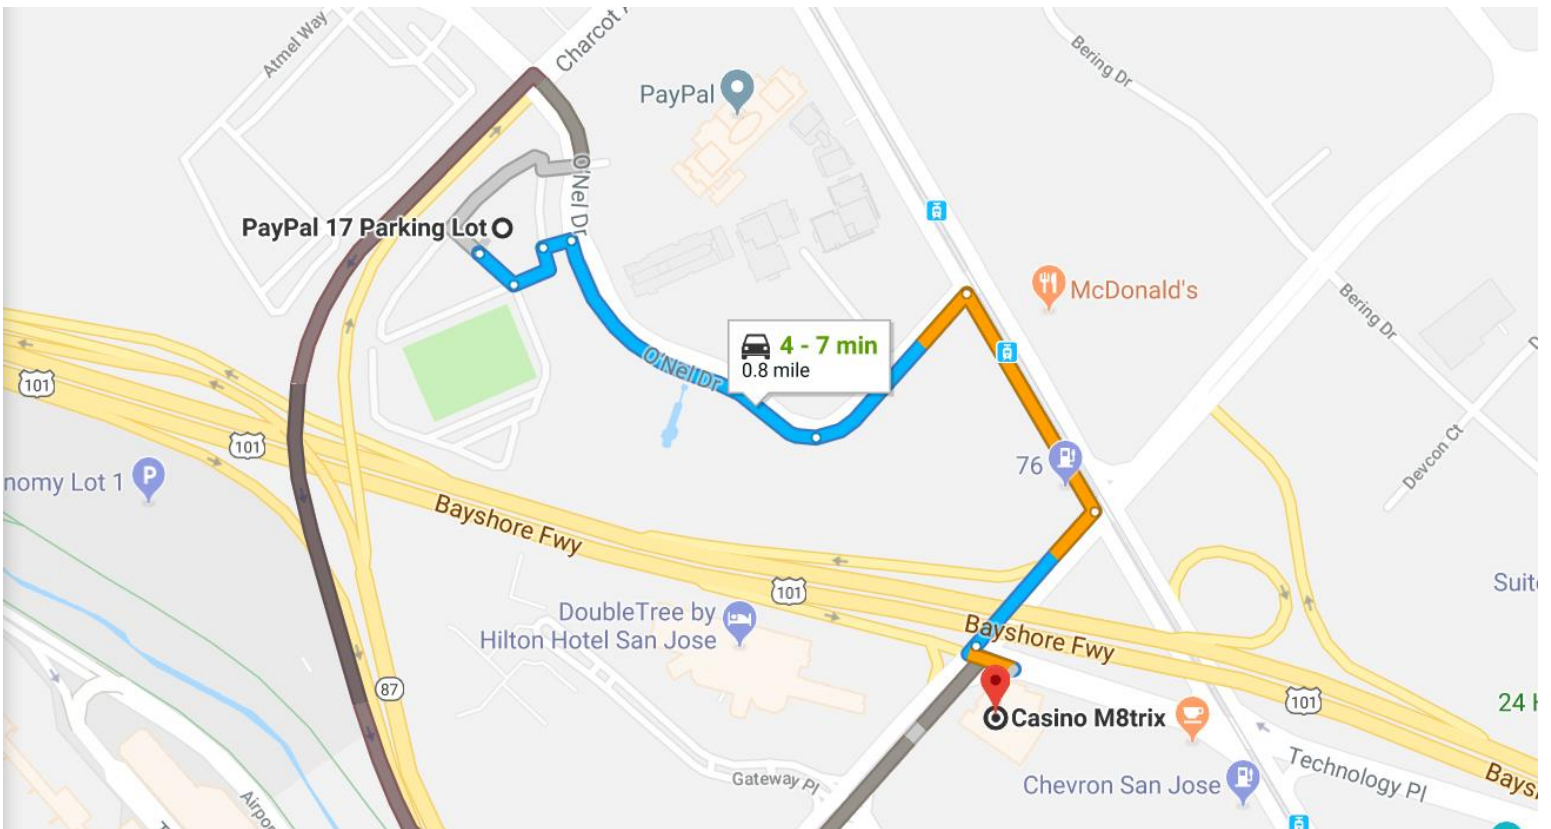 Atmel Way
Charcot
Bering Dr
PayPal
O'Nel Dr
PayPal 17 Parking Lot
McDonald's
Bering Dr
4 - 7 min
0.8 mile
O'Nel Dr
101
101
nomy Lot 1
P
76
Devcon Ct
Bayshore Fwy
101
Suit
DoubleTree by
Hilton Hotel San Jose
Bayshore Fwy
87
101
24
Casino M8trix
Technology Pl
Gateway Pl
Chevron San Jose
Bays
Airpo